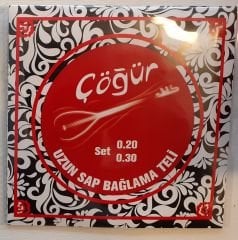 Çöğür
Set 0.20
0.30
UZUN SAP BAĞLAMA TELİ